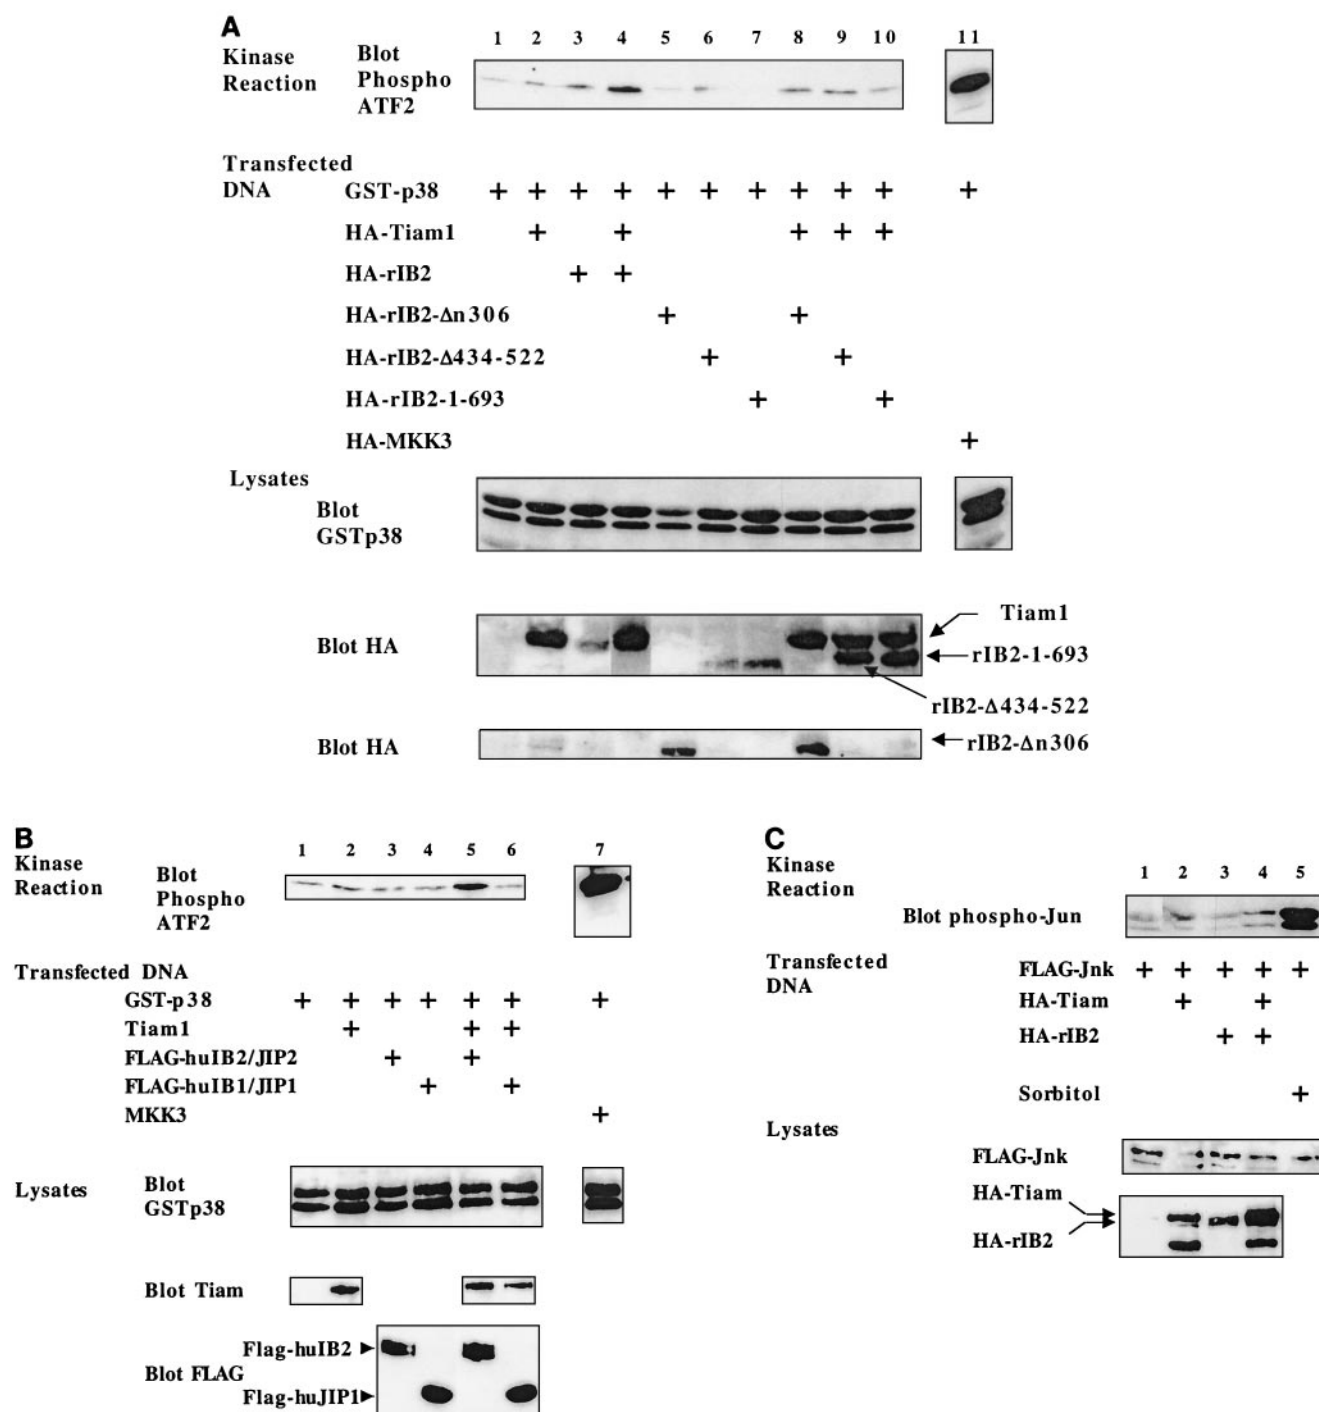 A
Kinase
Reaction
Blot
Phospho
ATF2
1 2 3 4 5 6 7 8 9 10 11
Transfected
DNA
GST-p38 + + + + + + + + + + +
HA-Tiam1 + + + + +
HA-rIB2 + +
HA-rIB2-Δn306 + +
HA-rIB2-Δ434-522 + +
HA-rIB2-1-693 + +
HA-MKK3 +
Lysates
Blot
GSTp38
Blot HA
Tiam1
rIB2-1-693
rIB2-Δ434-522
Blot HA
rIB2-Δn306
B
Kinase
Reaction
Blot
Phospho
ATF2
1 2 3 4 5 6 7
Transfected DNA
GST-p38 + + + + + + +
Tiam1 + + +
FLAG-huIB2/JIP2 + +
FLAG-huIB1/JIP1 + +
MKK3 +
Lysates
Blot
GSTp38
Blot Tiam
Flag-huIB2
Blot FLAG
Flag-huJIP1
C
Kinase
Reaction
1 2 3 4 5
Blot phospho-Jun
Transfected
DNA
FLAG-Jnk + + + + +
HA-Tiam + +
HA-rIB2 + +
Sorbitol +
Lysates
FLAG-Jnk
HA-Tiam
HA-rIB2